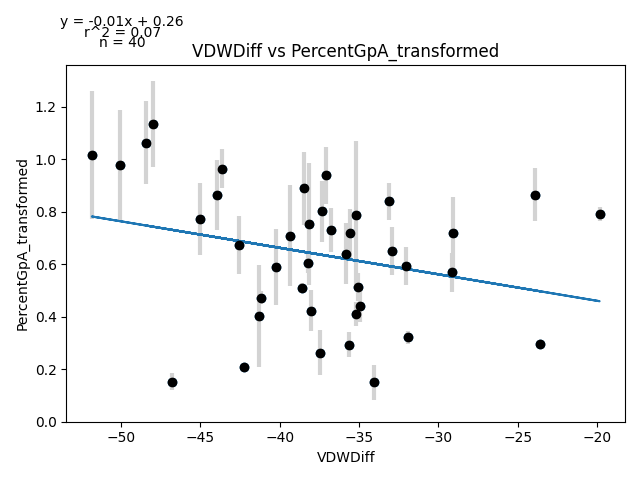 y = -0.01x + 0.26
r^2 = 0.07
n = 40
VDWDiff vs PercentGpA_transformed
1.2
1.0
0.8
0.6
0.4
0.2
0.0
PercentGpA_transformed
−50 −45 −40 −35 −30 −25 −20
VDWDiff